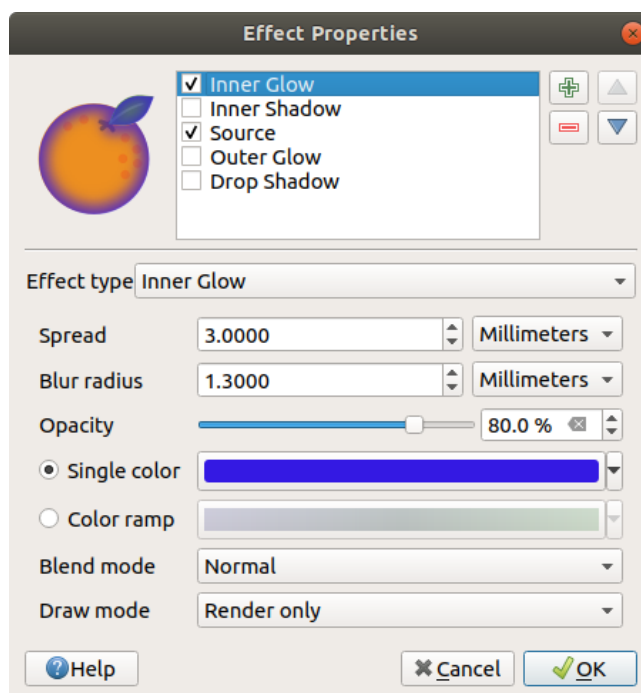 Effect Properties
Inner Glow
Inner Shadow
Source
Outer Glow
Drop Shadow
Effect type Inner Glow
Spread 3.0000 Millimeters
Blur radius 1.3000 Millimeters
Opacity 80.0 %
Single color
Color ramp
Blend mode Normal
Draw mode Render only
Help Cancel OK